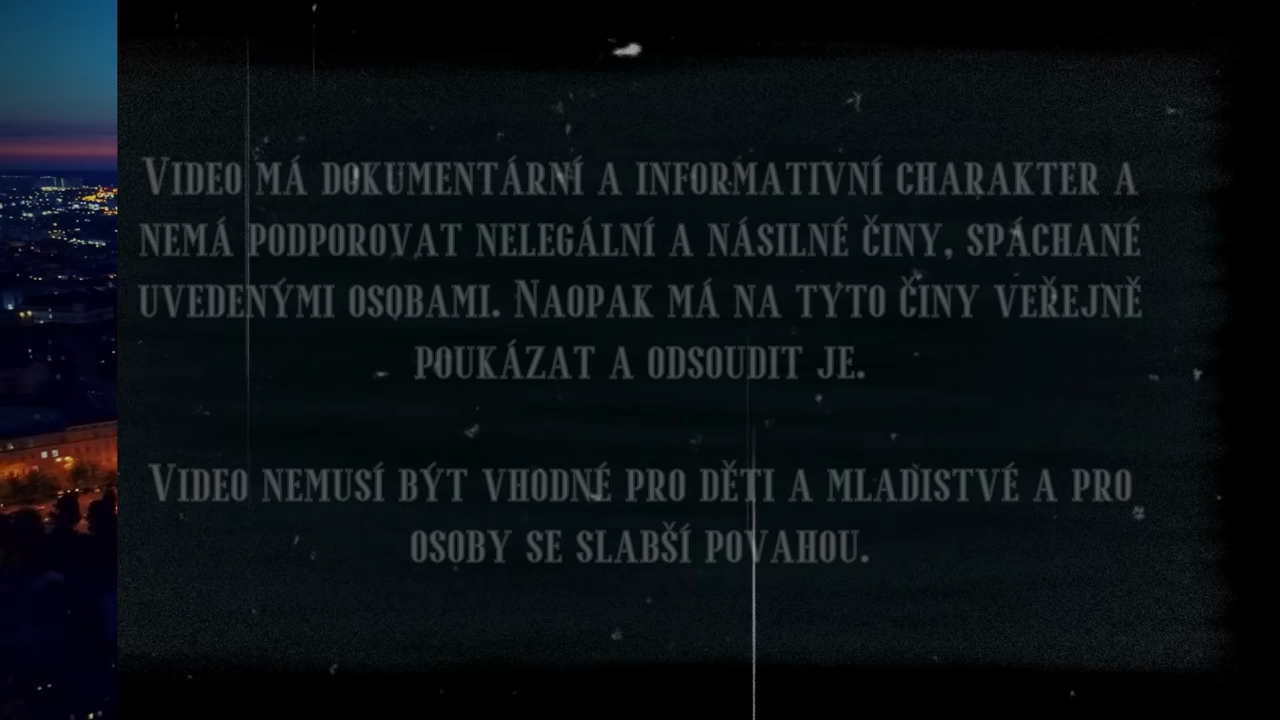 Video má dokumentární a informativní charakter a
nemá podporovat nelegální a násilné činy, spáchané
uvedenými osobami. Naopak má na tyto činy veřejně
poukázat a odsoudit je.
Video nemusí být vhodné pro děti a mladistvé a pro
osoby se slabší povahou.